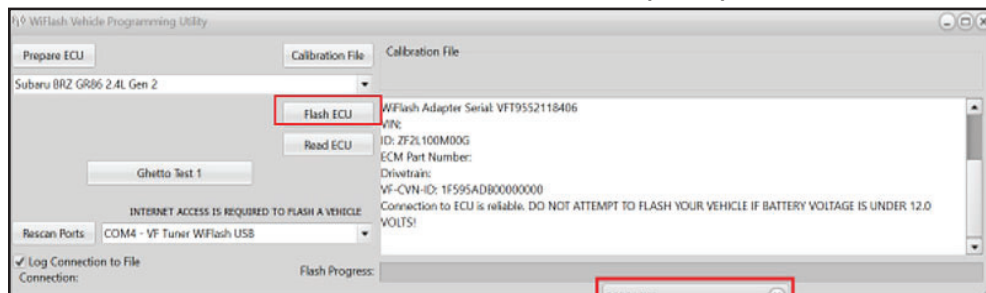 WiFlash Vehicle Programming Utility
Prepare ECU
Calibration File
Calibration File
Subaru BRZ GR86 2.4L Gen 2
Flash ECU
Read ECU
Ghetto Test 1
INTERNET ACCESS IS REQUIRED TO FLASH A VEHICLE
Rescan Ports
COM4 - VF Tuner WiFlash USB
Log Connection to File
Connection:
WiFlash Adapter Serial: VFT9552118406
VIN:
ID: ZF2L100M00G
ECM Part Number:
Drivetrain:
VF-CVN-ID: 1F595ADB00000000
Connection to ECU is reliable. DO NOT ATTEMPT TO FLASH YOUR VEHICLE IF BATTERY VOLTAGE IS UNDER 12.0
VOLTS!
Flash Progress: